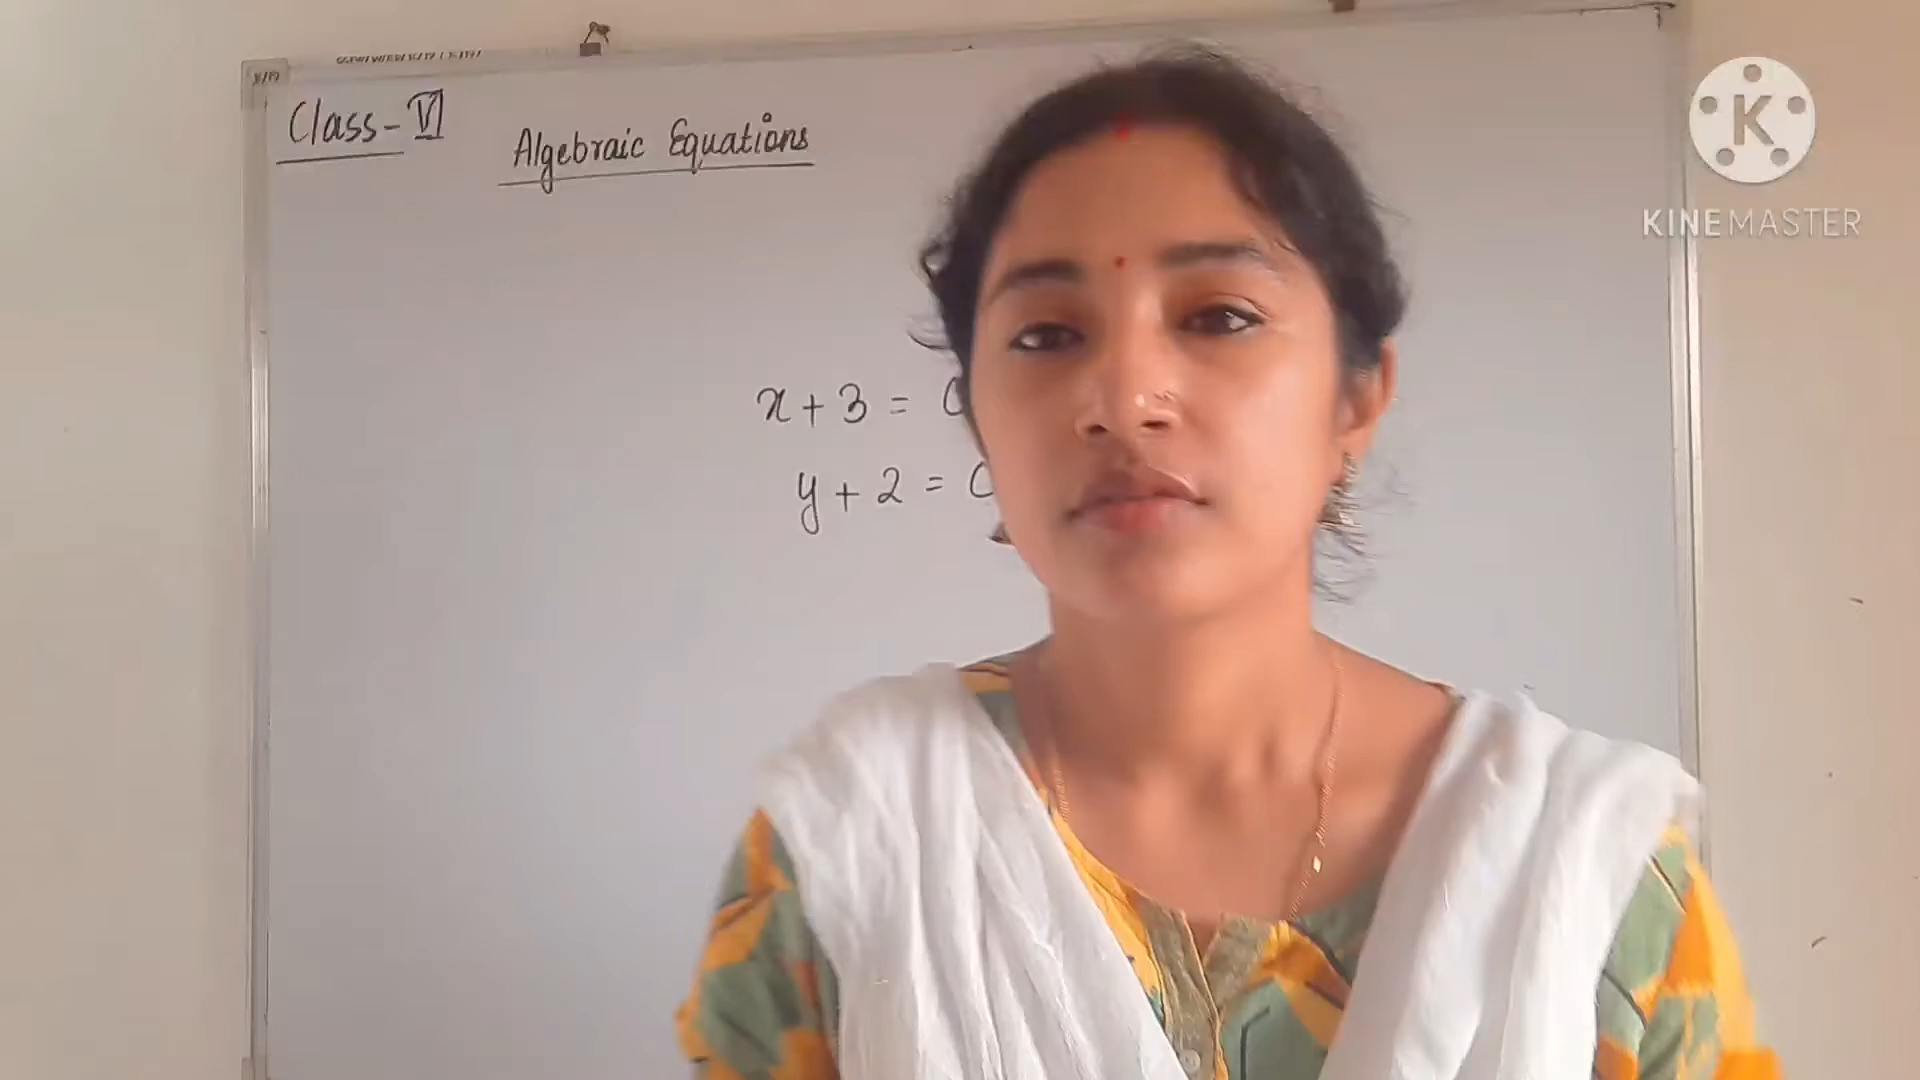 Class-VI
Algebraic Equations
x + 3 =
y + 2 =
K
KINEMASTER